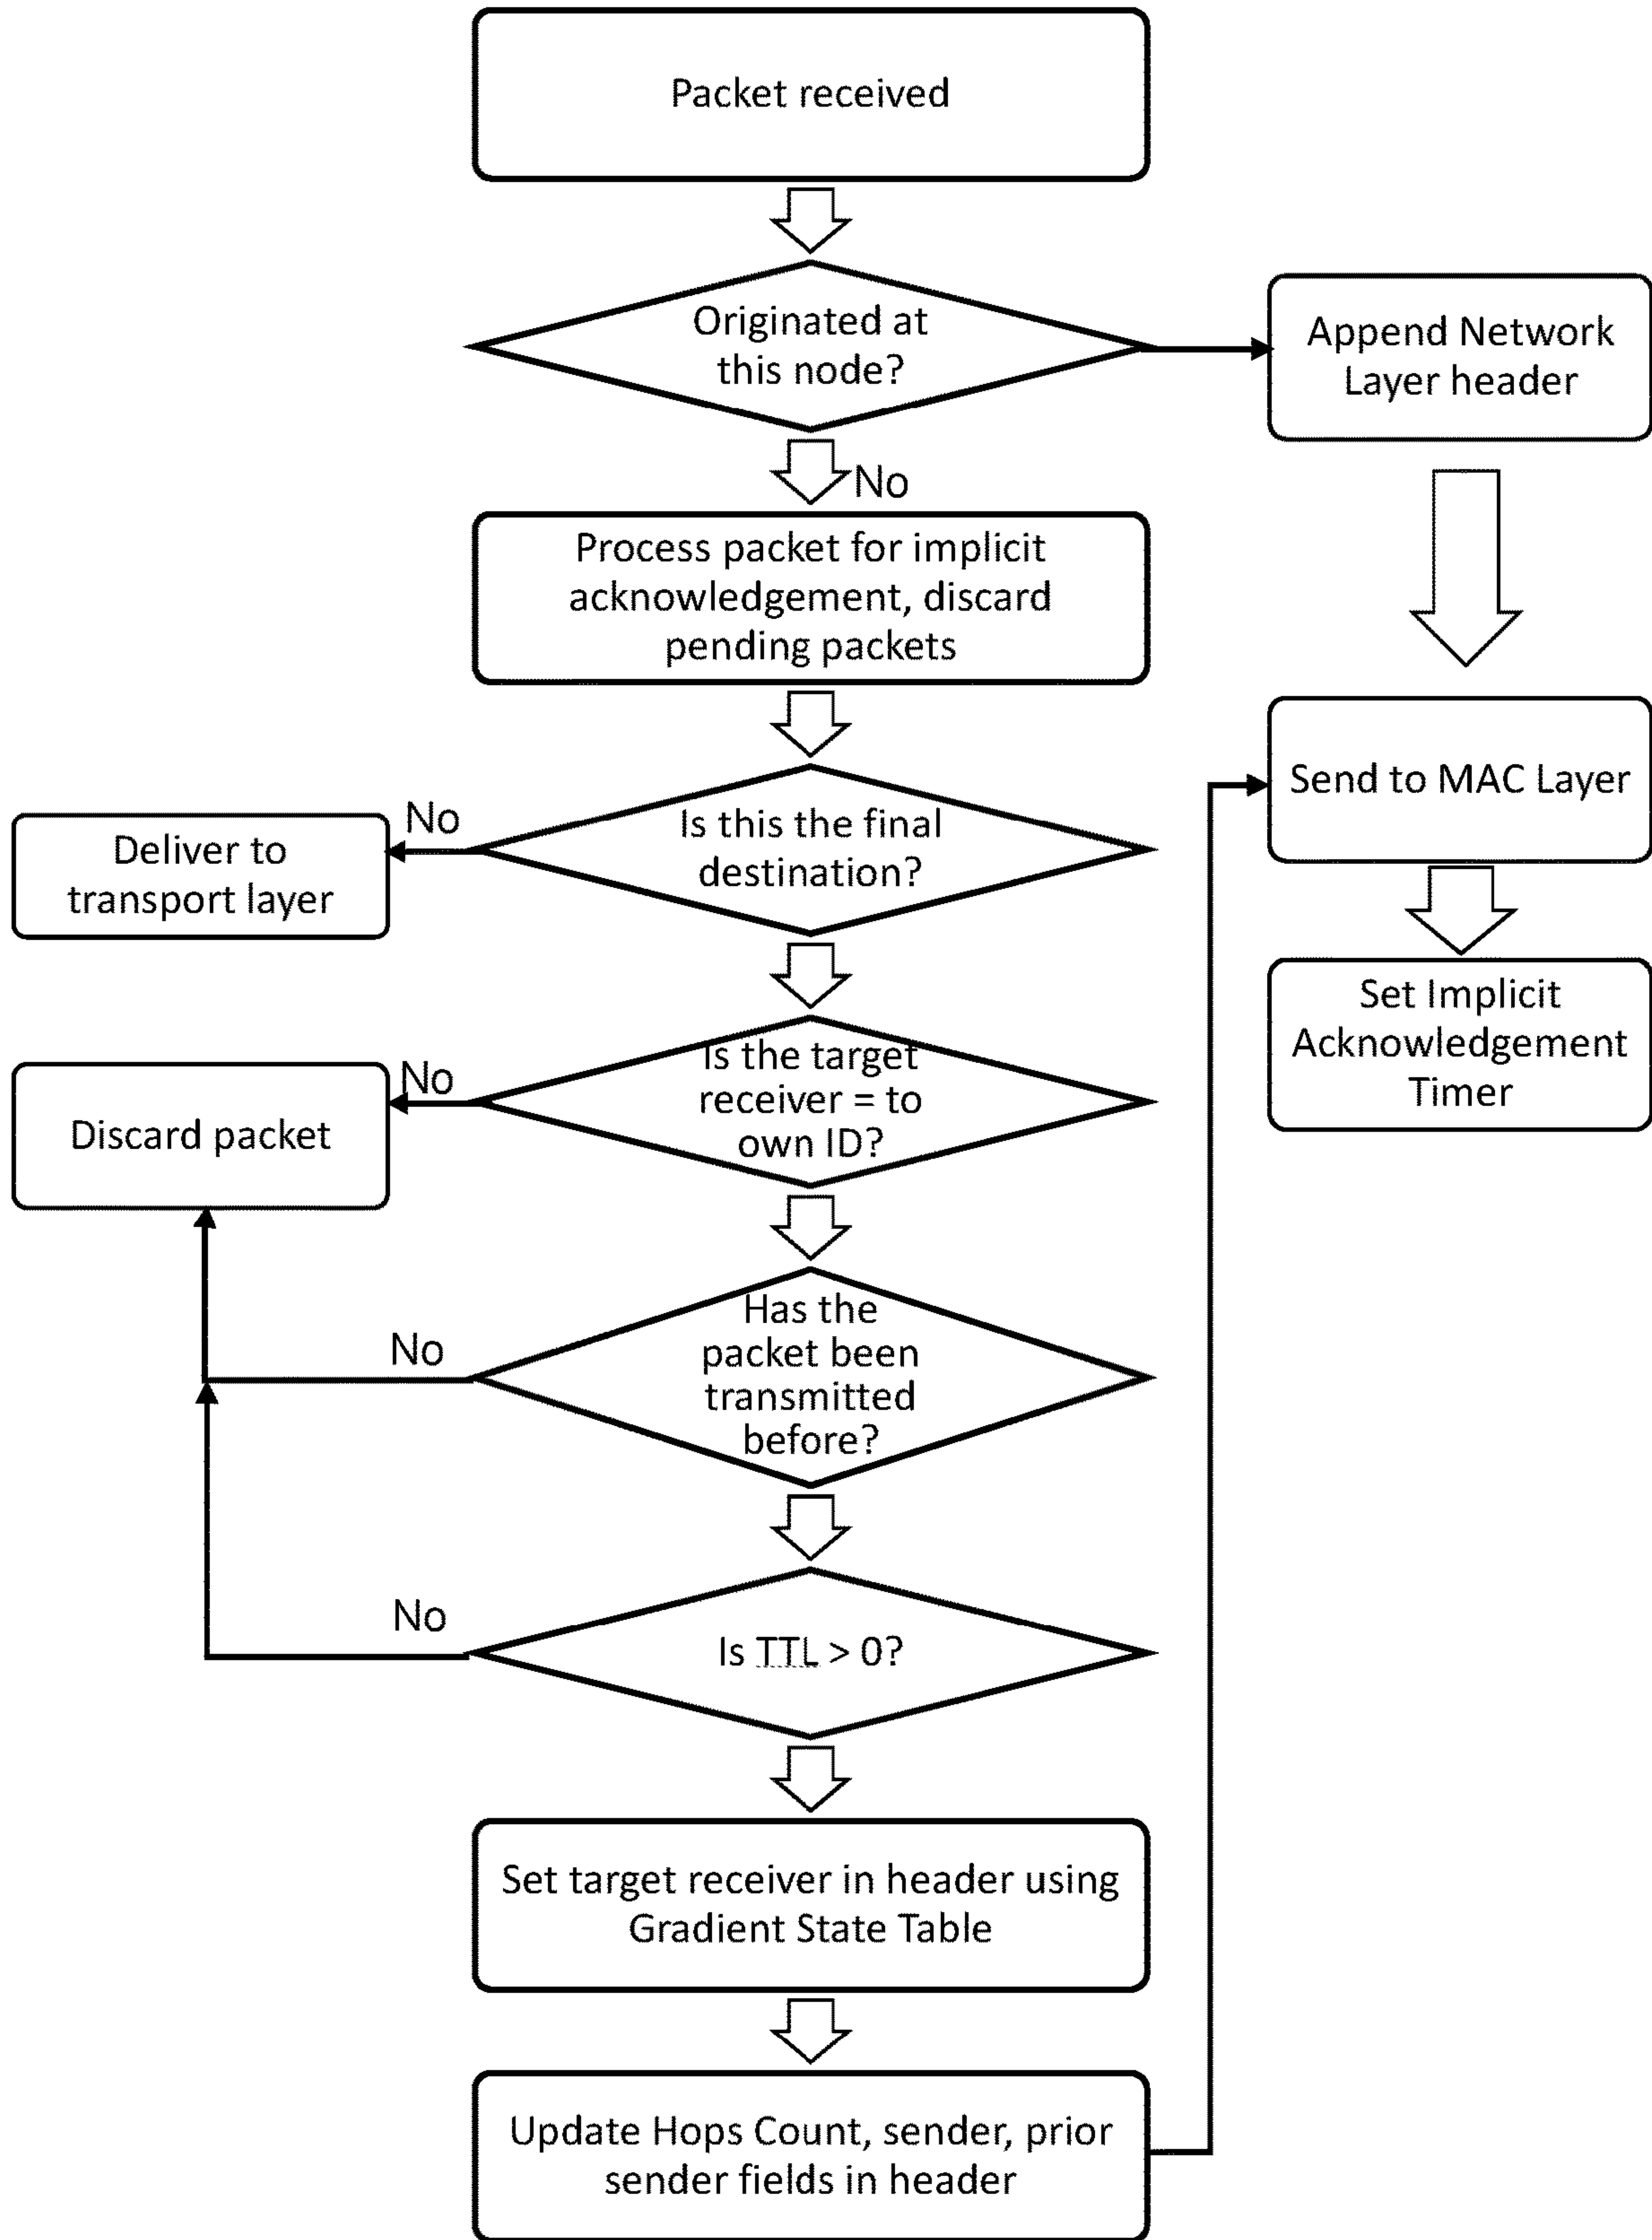 Packet received
Originated at
this node?
Append Network
Layer header
No
Process packet for implicit
acknowledgement, discard
pending packets
Send to MAC Layer
No
Is this the final
destination?
Deliver to
transport layer
Set Implicit
Acknowledgement
Timer
No
Is the target
receiver = to
own ID?
Discard packet
No
Has the
packet been
transmitted
before?
No
Is TTL > 0?
Set target receiver in header using
Gradient State Table
Update Hops Count, sender, prior
sender fields in header